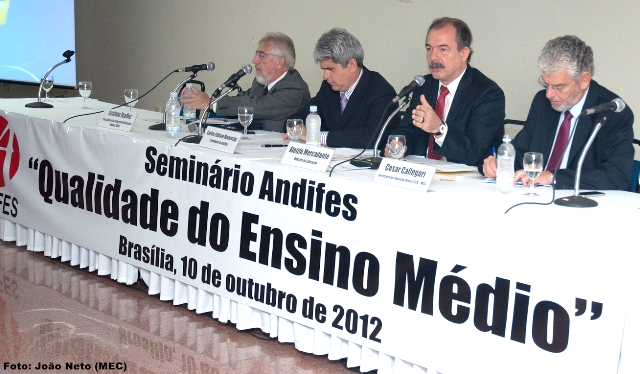 Aloizio Mercadante
Cesar Callegari
FES
Seminário Andifes
"Qualidade do Ensino Médio"
Brasília, 10 de outubro de 2012
Foto: João Neto (MEC)